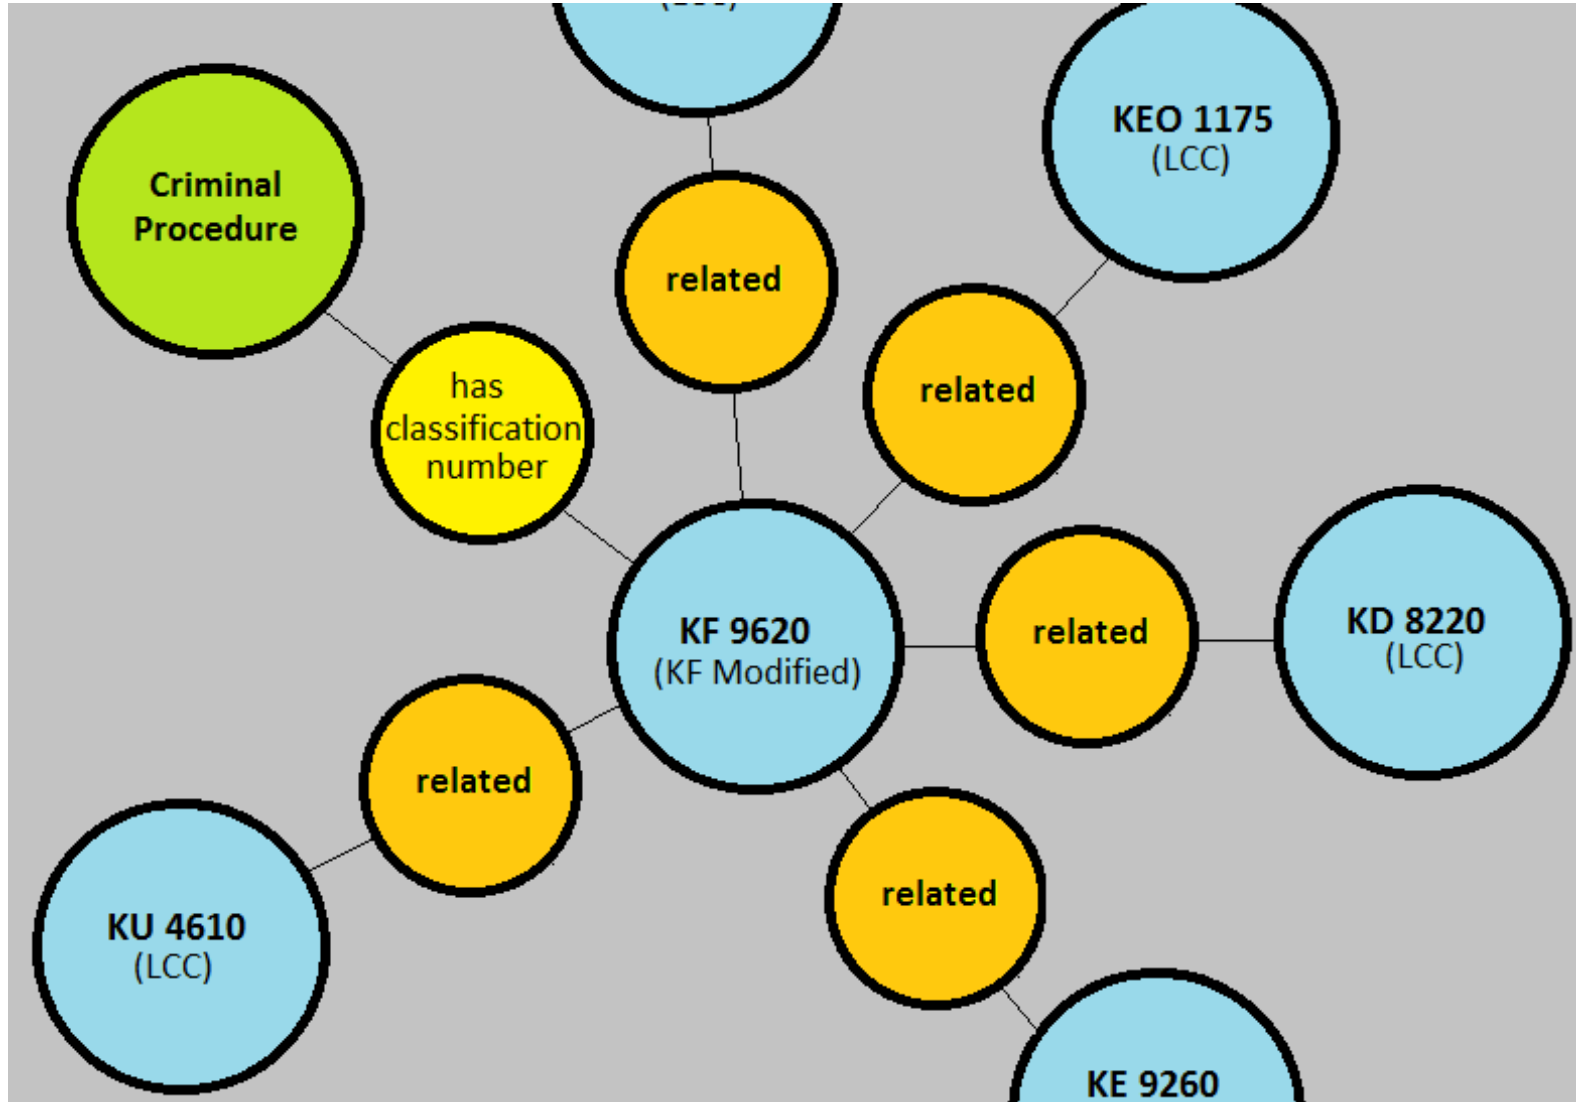 KEO 1175
(LCC)
Criminal
Procedure
related
related
has
classification
number
KF 9620
(KF Modified)
related
KD 8220
(LCC)
related
related
KU 4610
(LCC)
KE 9260